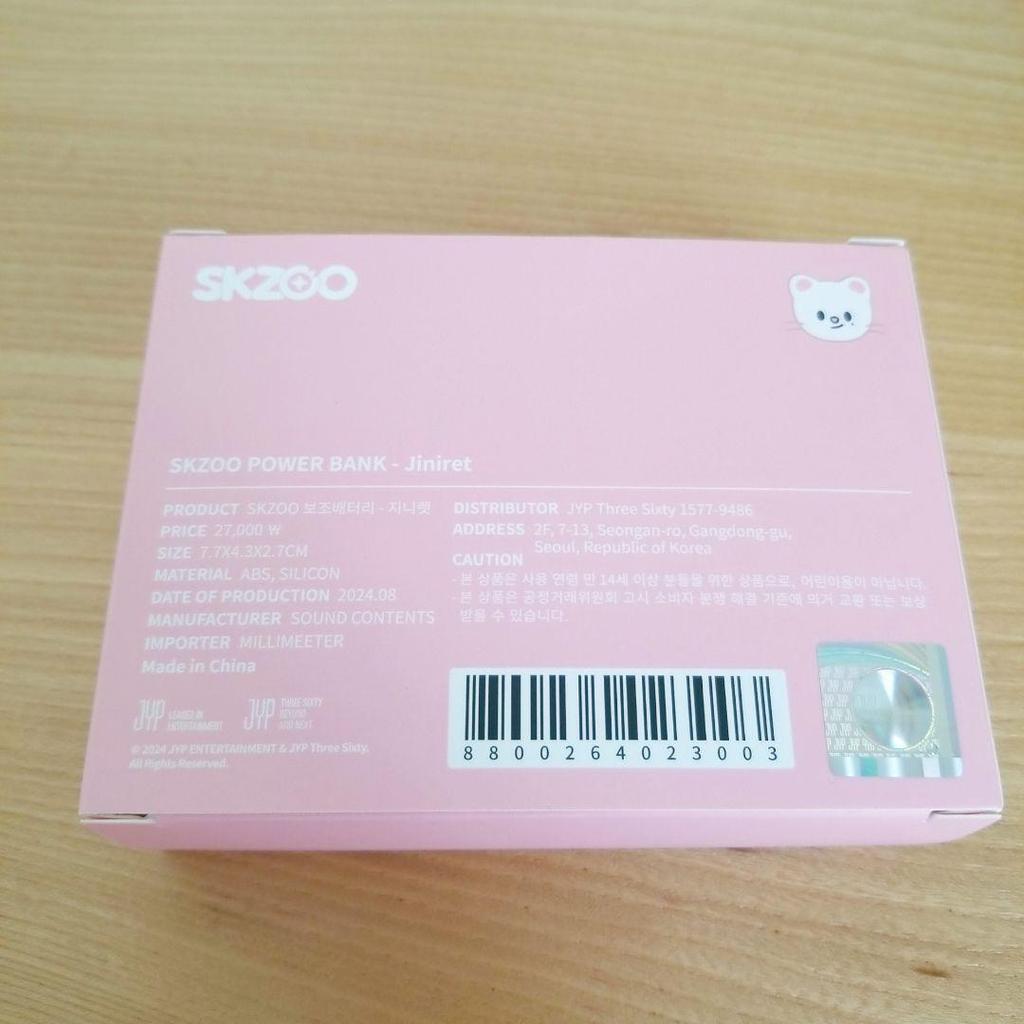 SKZOO
SKZOO POWER BANK - Jiniret
PRODUCT SKZOO 보조배터리 - 지니렛
PRICE 27,000 ₩
SIZE 7.7X4.3X2.7CM
MATERIAL ABS, SILICON
DATE OF PRODUCTION 2024.08
MANUFACTURER SOUND CONTENTS
IMPORTER MILLIMEETER
Made in China
DISTRIBUTOR JYP Three Sixty 1577-9486
ADDRESS 2F, 7-13, Seongan-ro, Gangdong-gu,
Seoul, Republic of Korea
CAUTION
- 본 상품은 사용 연령 만 14세 이상 분들을 위한 상품으로, 어린이용이 아닙니다.
- 본 상품은 공정거래위원회 고시 소비자 분쟁 해결 기준에 의거 교환 또는 보상
받을 수 있습니다.
JYP LEADER IN
ENTERTAINMENT
JYP THREE SIXTY
BEYOND
AND NEXT
© 2024 JYP ENTERTAINMENT & JYP Three Sixty.
All Rights Reserved.
8800264023003